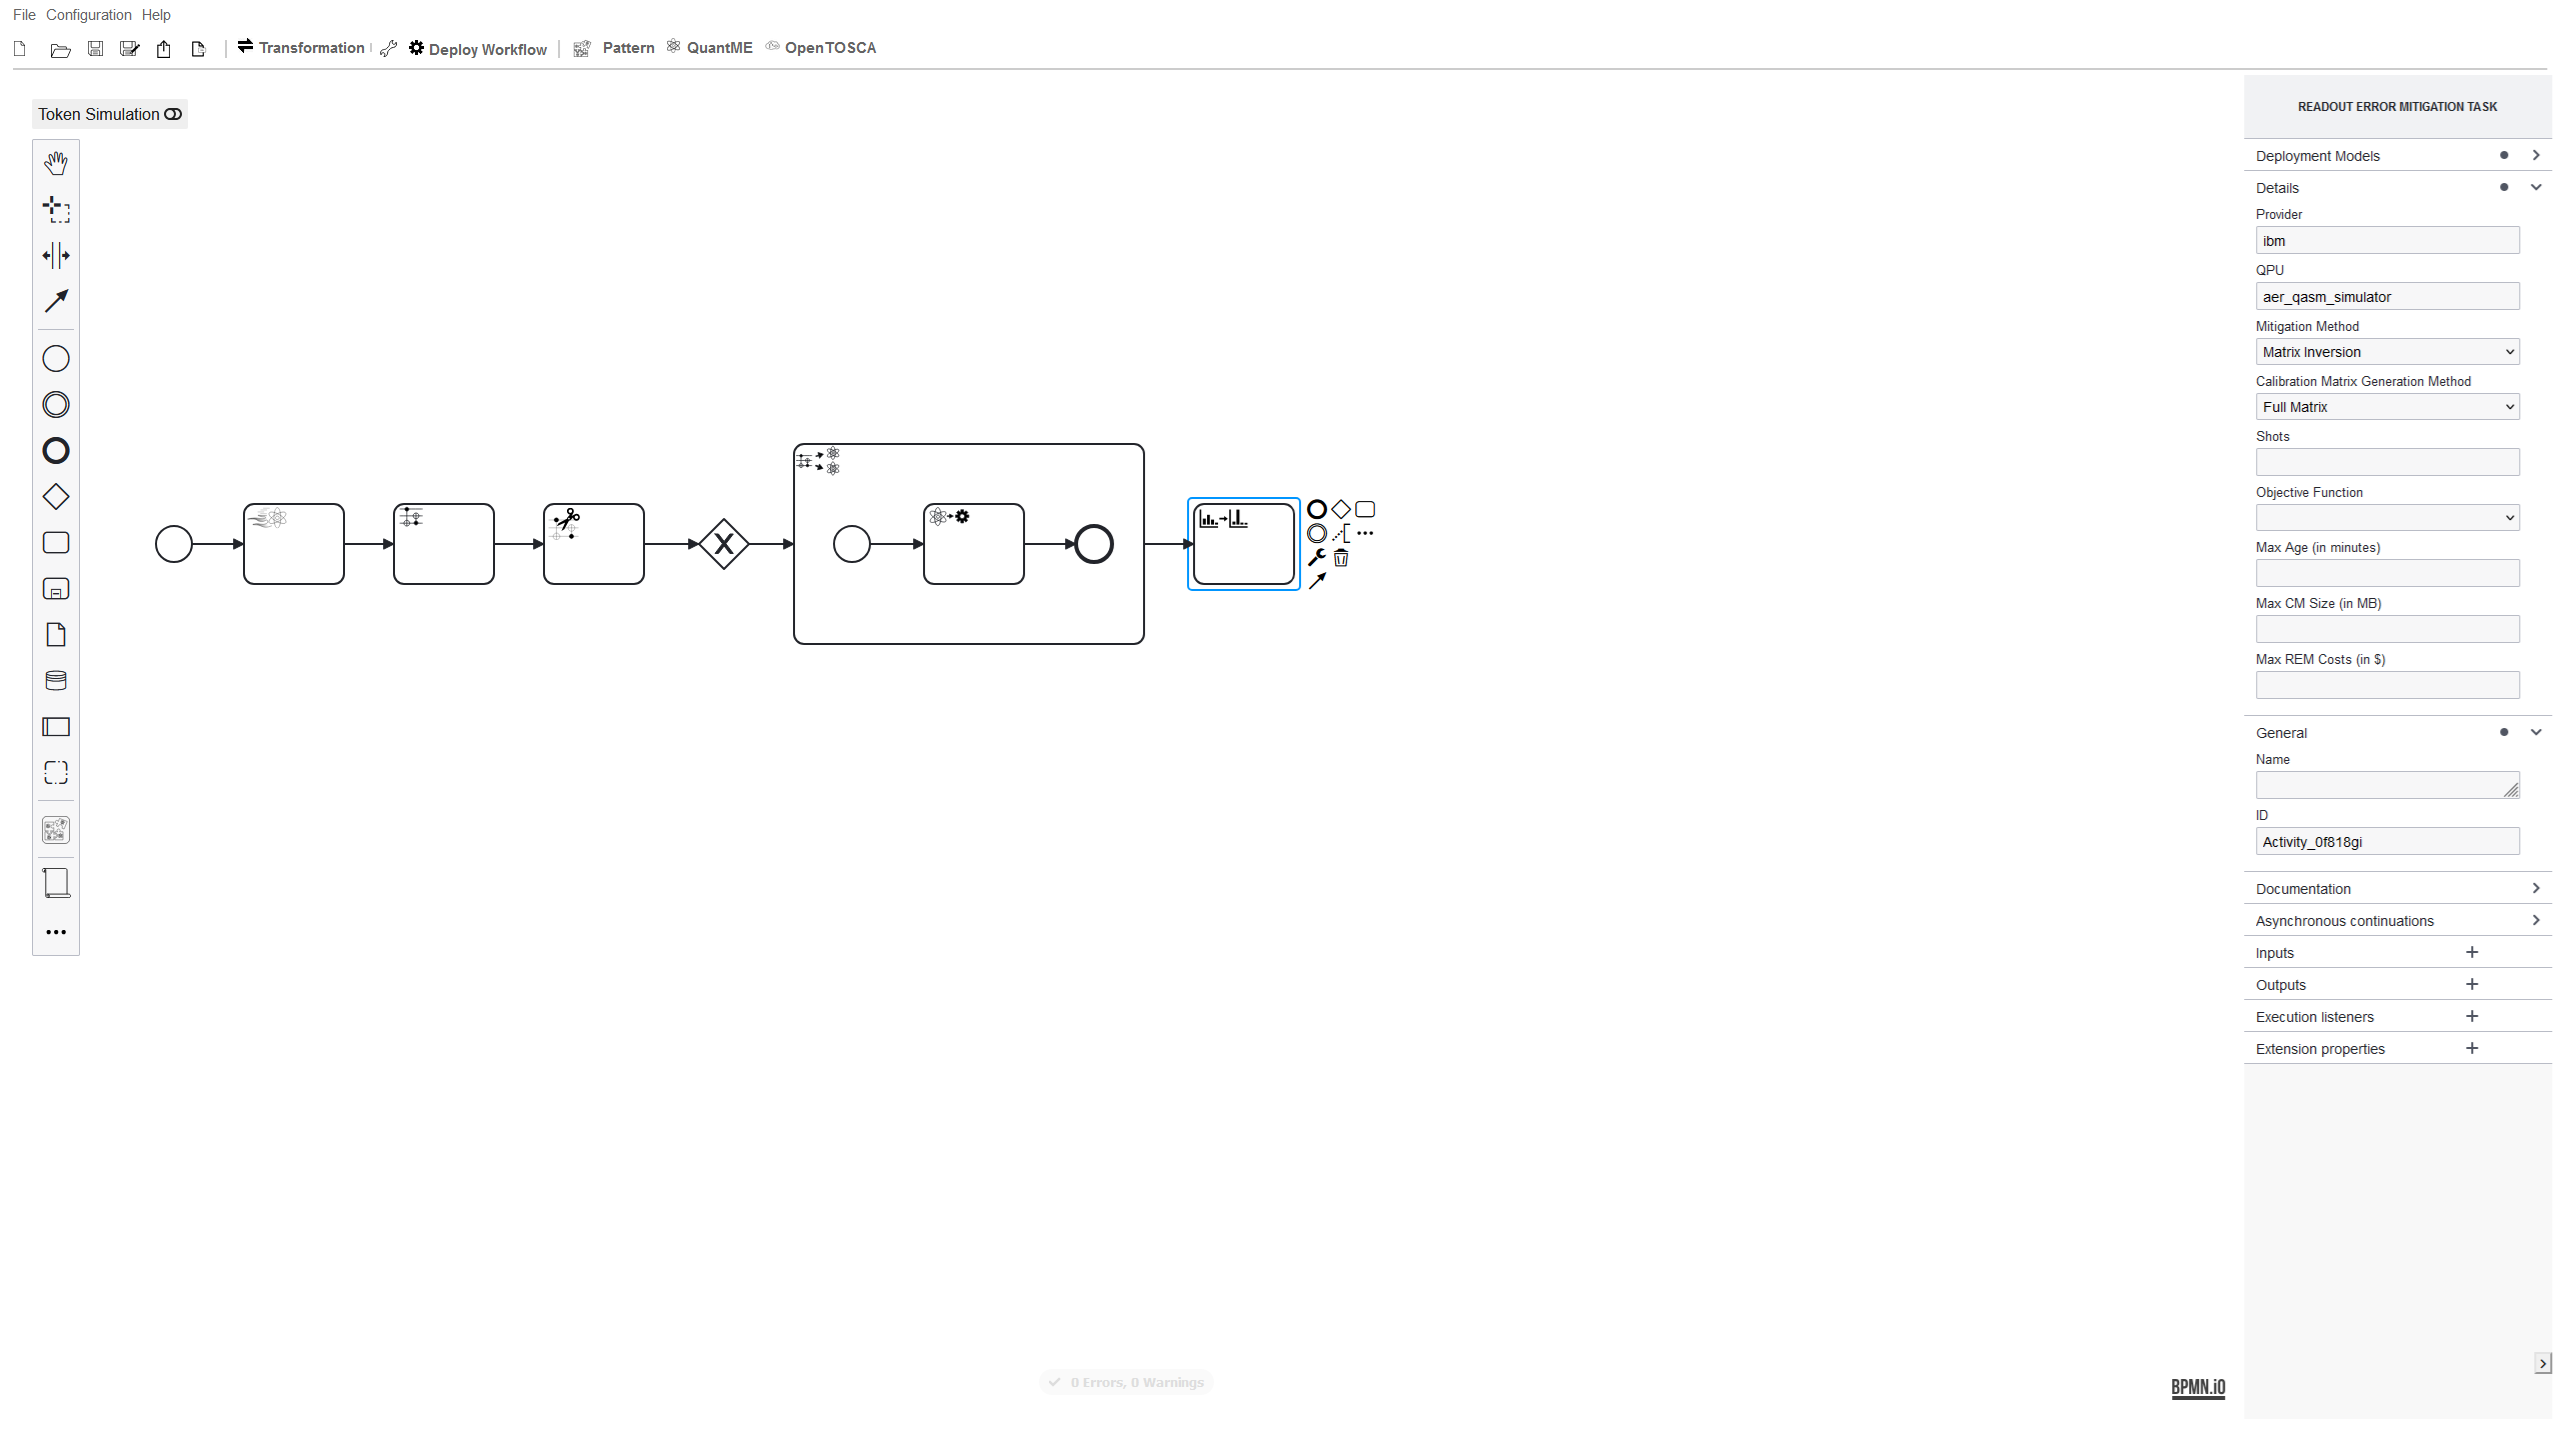 File Configuration Help
Transformation Deploy Workflow Pattern QuantME OpenTOSCA
Token Simulation
READOUT ERROR MITIGATION TASK
Deployment Models
Details
Provider
ibm
QPU
aer_qasm_simulator
Mitigation Method
Matrix Inversion
Calibration Matrix Generation Method
Full Matrix
Shots
Objective Function
Max Age (in minutes)
Max CM Size (in MB)
Max REM Costs (in $)
General
Name
ID
Activity_0f818gi
Documentation
Asynchronous continuations
Inputs
Outputs
Execution listeners
Extension properties
0 Errors, 0 Warnings
BPMN.iO